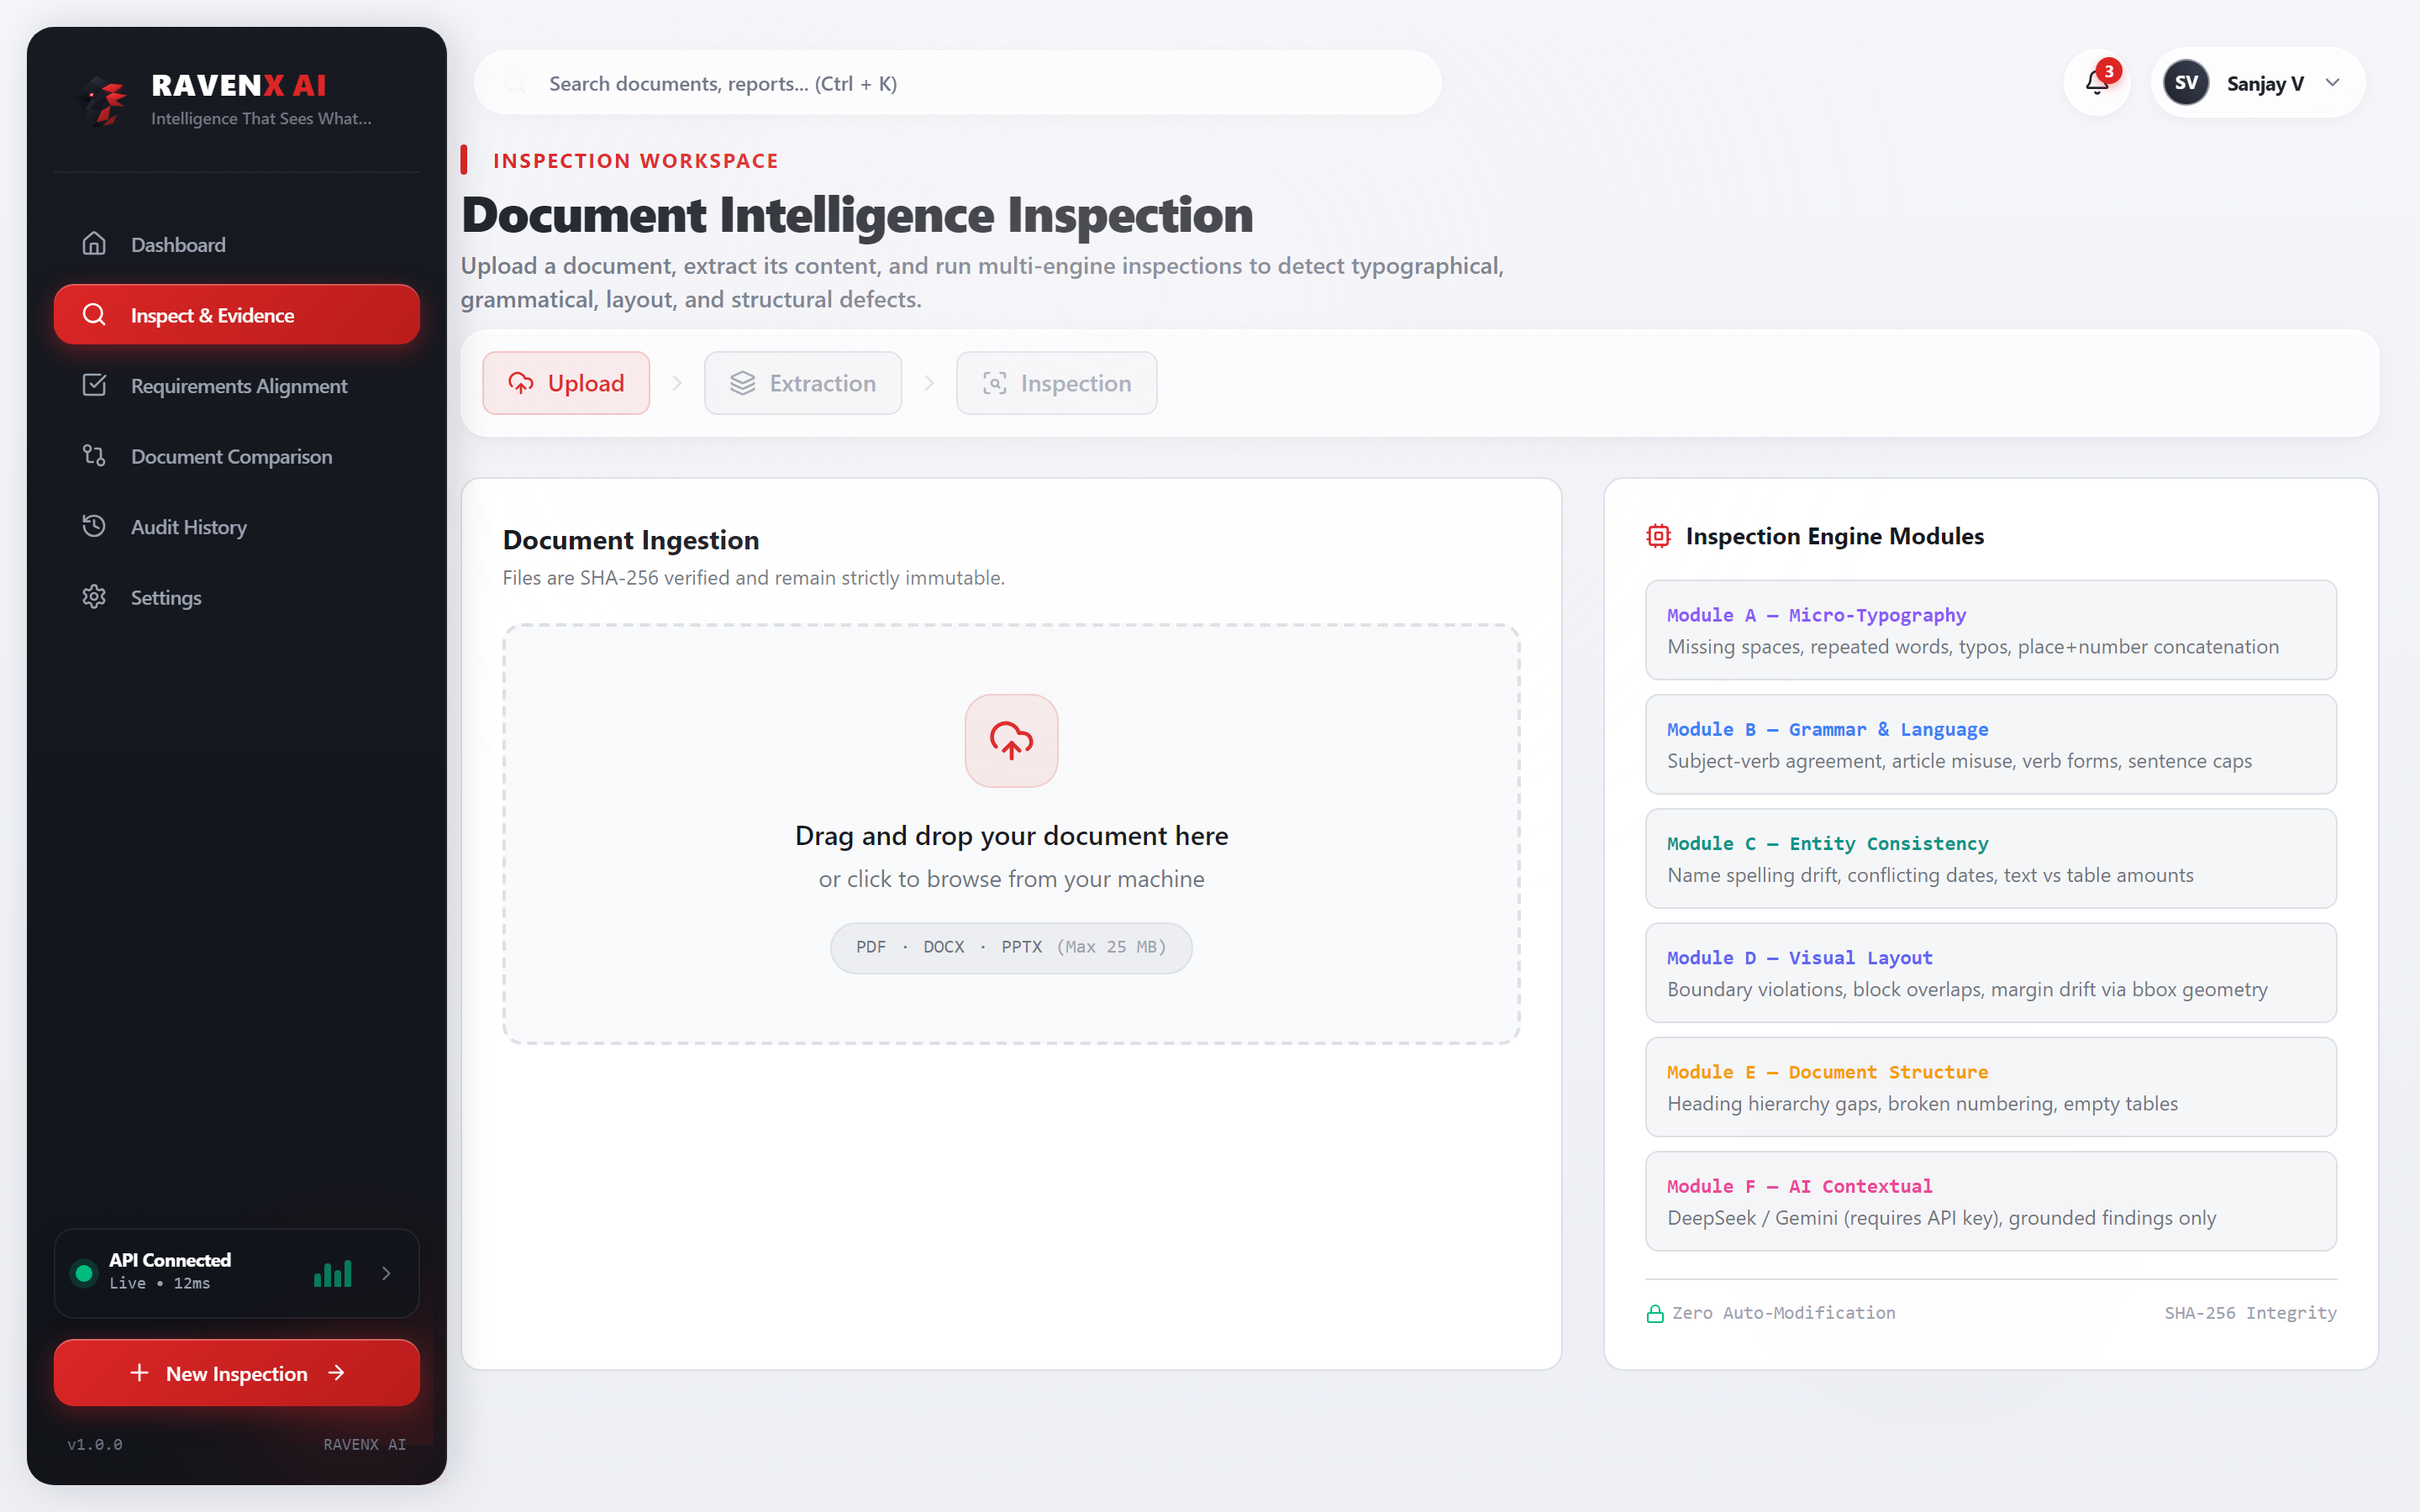 RAVENX AI
Intelligence That Sees What...
Dashboard
Inspect & Evidence
Requirements Alignment
Document Comparison
Audit History
Settings
API Connected
Live • 12ms
New Inspection
v1.0.0
RAVENX AI
Search documents, reports... (Ctrl + K)
3
SV
Sanjay V
INSPECTION WORKSPACE
Document Intelligence Inspection
Upload a document, extract its content, and run multi-engine inspections to detect typographical,
grammatical, layout, and structural defects.
Upload
Extraction
Inspection
Document Ingestion
Files are SHA-256 verified and remain strictly immutable.
Drag and drop your document here
or click to browse from your machine
PDF · DOCX · PPTX (Max 25 MB)
Inspection Engine Modules
Module A — Micro-Typography
Missing spaces, repeated words, typos, place+number concatenation
Module B — Grammar & Language
Subject-verb agreement, article misuse, verb forms, sentence caps
Module C — Entity Consistency
Name spelling drift, conflicting dates, text vs table amounts
Module D — Visual Layout
Boundary violations, block overlaps, margin drift via bbox geometry
Module E — Document Structure
Heading hierarchy gaps, broken numbering, empty tables
Module F — AI Contextual
DeepSeek / Gemini (requires API key), grounded findings only
Zero Auto-Modification
SHA-256 Integrity